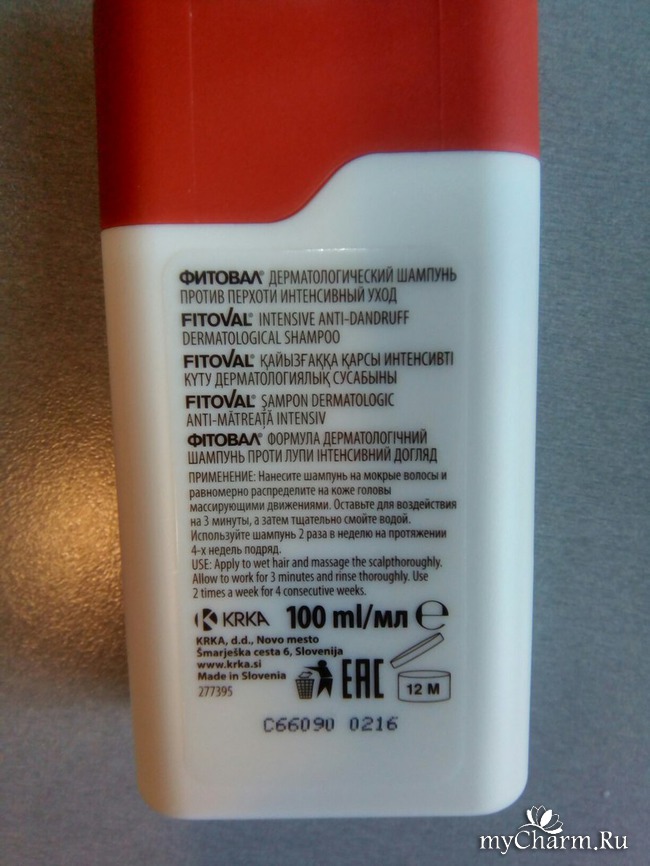 ФИТОВАЛ® ДЕРМАТОЛОГИЧЕСКИЙ ШАМПУНЬ
ПРОТИВ ПЕРХОТИ ИНТЕНСИВНЫЙ УХОД
FITOVAL® INTENSIVE ANTI-DANDRUFF
DERMATOLOGICAL SHAMPOO
FITOVAL® ҚАЙЫЗҒАҚҚА ҚАРСЫ ИНТЕНСИВТІ
КҮТУ ДЕРМАТОЛОГИЯЛЫҚ СУСАБЫНЫ
FITOVAL® ŞAMPON DERMATOLOGIC
ANTI-MĂTREAȚĂ INTENSIV
ФІТОВАЛ® ФОРМУЛА ДЕРМАТОЛОГІЧНИЙ
ШАМПУНЬ ПРОТИ ЛУПИ ІНТЕНСИВНИЙ ДОГЛЯД
ПРИМЕНЕНИЕ: Нанесите шампунь на мокрые волосы и
равномерно распределите на коже головы
массирующими движениями. Оставьте для воздействия
на 3 минуты, а затем тщательно смойте водой.
Используйте шампунь 2 раза в неделю на протяжении
4-х недель подряд.
USE: Apply to wet hair and massage the scalpthoroughly.
Allow to work for 3 minutes and rinse thoroughly. Use
2 times a week for 4 consecutive weeks.
KRKA 100 ml/мл ℮
KRKA, d.d., Novo mesto
Šmarješka cesta 6, Slovenija
www.krka.si
Made in Slovenia
277395
EAC
12 M
C66090 0216
myCharm.Ru